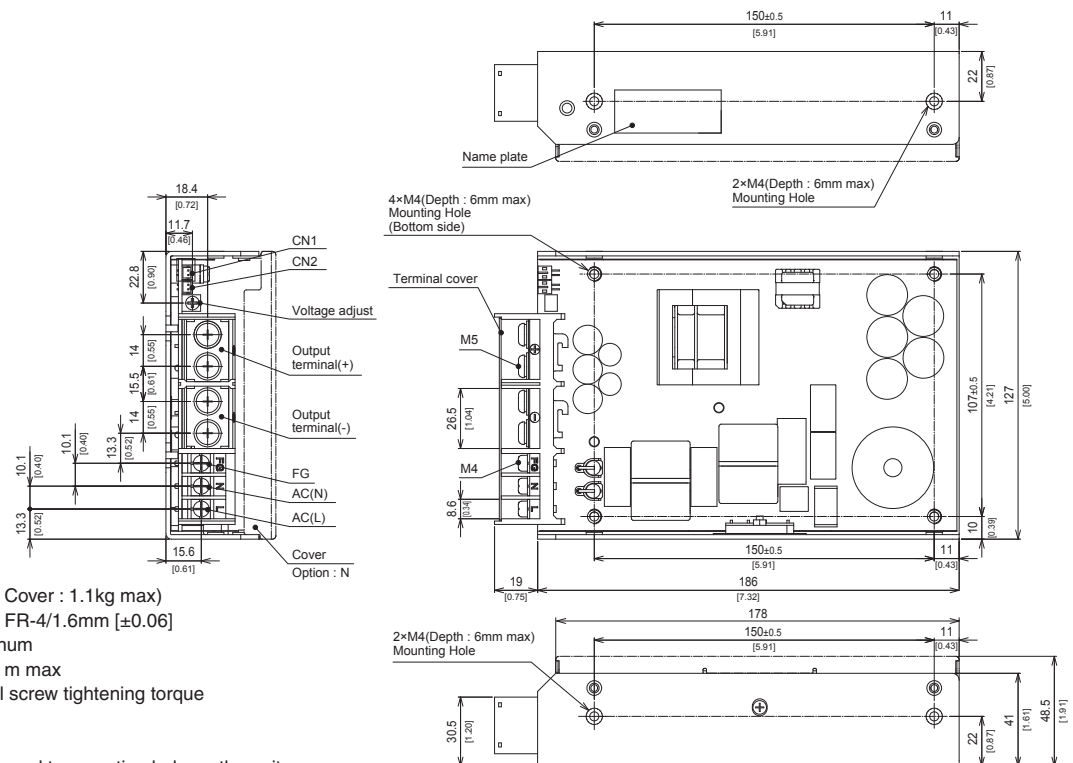 150±0.5
[5.91]
11
[0.43]
22
[0.87]
Name plate
2×M4(Depth : 6mm max)
Mounting Hole
4×M4(Depth : 6mm max)
Mounting Hole
(Bottom side)
18.4
[0.72]
11.7
[0.46]
22.8
[0.90]
14
[0.55]
15.5
[0.61]
14
[0.55]
13.3
[0.52]
10.1
[0.40]
10.1
[0.40]
13.3
[0.52]
15.6
[0.61]
CN1
CN2
Voltage adjust
Output
terminal(+)
Output
terminal(-)
FG
AC(N)
AC(L)
Cover
Option : N
FG
N
L
Terminal cover
M5
26.5
[1.04]
M4
8.6
[0.34]
FG
N
L
107±0.5
[4.21]
127
[5.00]
10
[0.39]
150±0.5
[5.91]
11
[0.43]
19
[0.75]
186
[7.32]
Cover : 1.1kg max)
FR-4/1.6mm [±0.06]
num
m max
l screw tightening torque
2×M4(Depth : 6mm max)
Mounting Hole
178
150±0.5
[5.91]
11
[0.43]
30.5
[1.20]
22
[0.87]
41
[1.61]
48.5
[1.91]